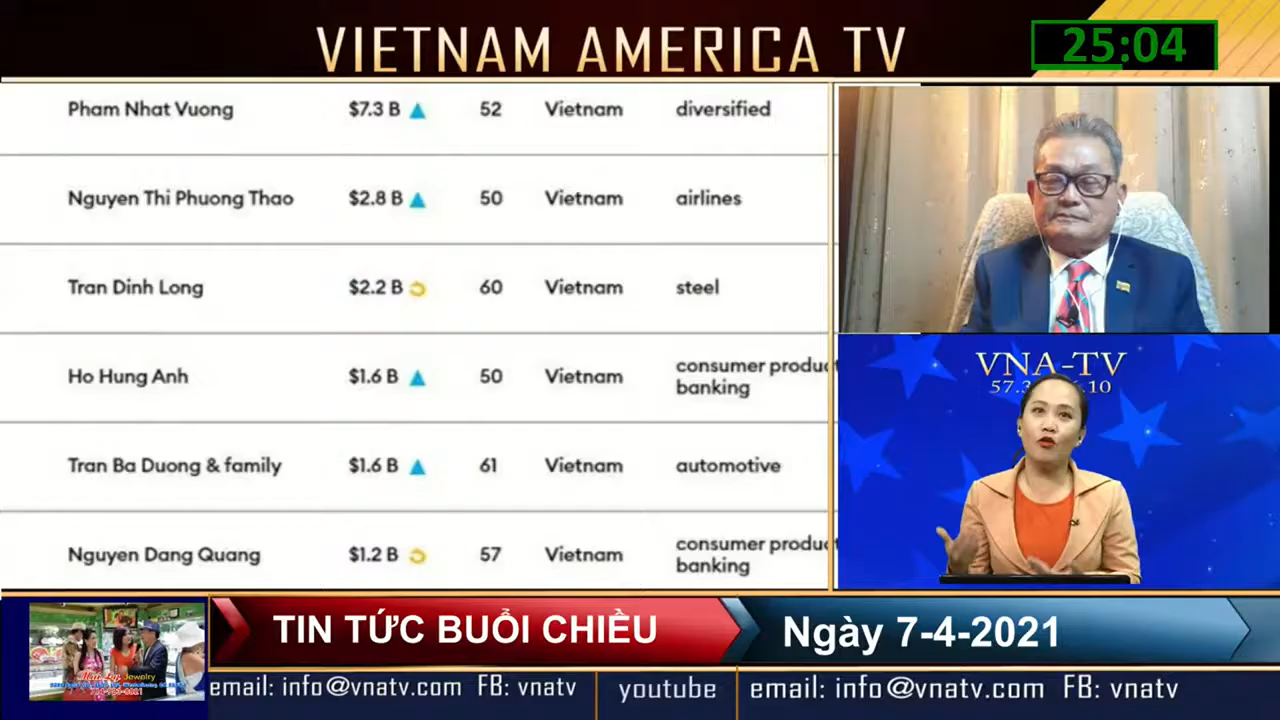 VIETNAM AMERICA TV
25:04
Pham Nhat Vuong $7.3 B 52 Vietnam diversified
Nguyen Thi Phuong Thao $2.8 B 50 Vietnam airlines
Tran Dinh Long $2.2 B 60 Vietnam steel
Ho Hung Anh $1.6 B 50 Vietnam consumer produc
banking
Tran Ba Duong & family $1.6 B 61 Vietnam automotive
Nguyen Dang Quang $1.2 B 57 Vietnam consumer produc
banking
VNA-TV
57.3
.10
Jewelry
TIN TỨC BUỔI CHIỀU
Ngày 7-4-2021
email: info@vnatv.com FB: vnatv
youtube
email: info@vnatv.com FB: vnatv